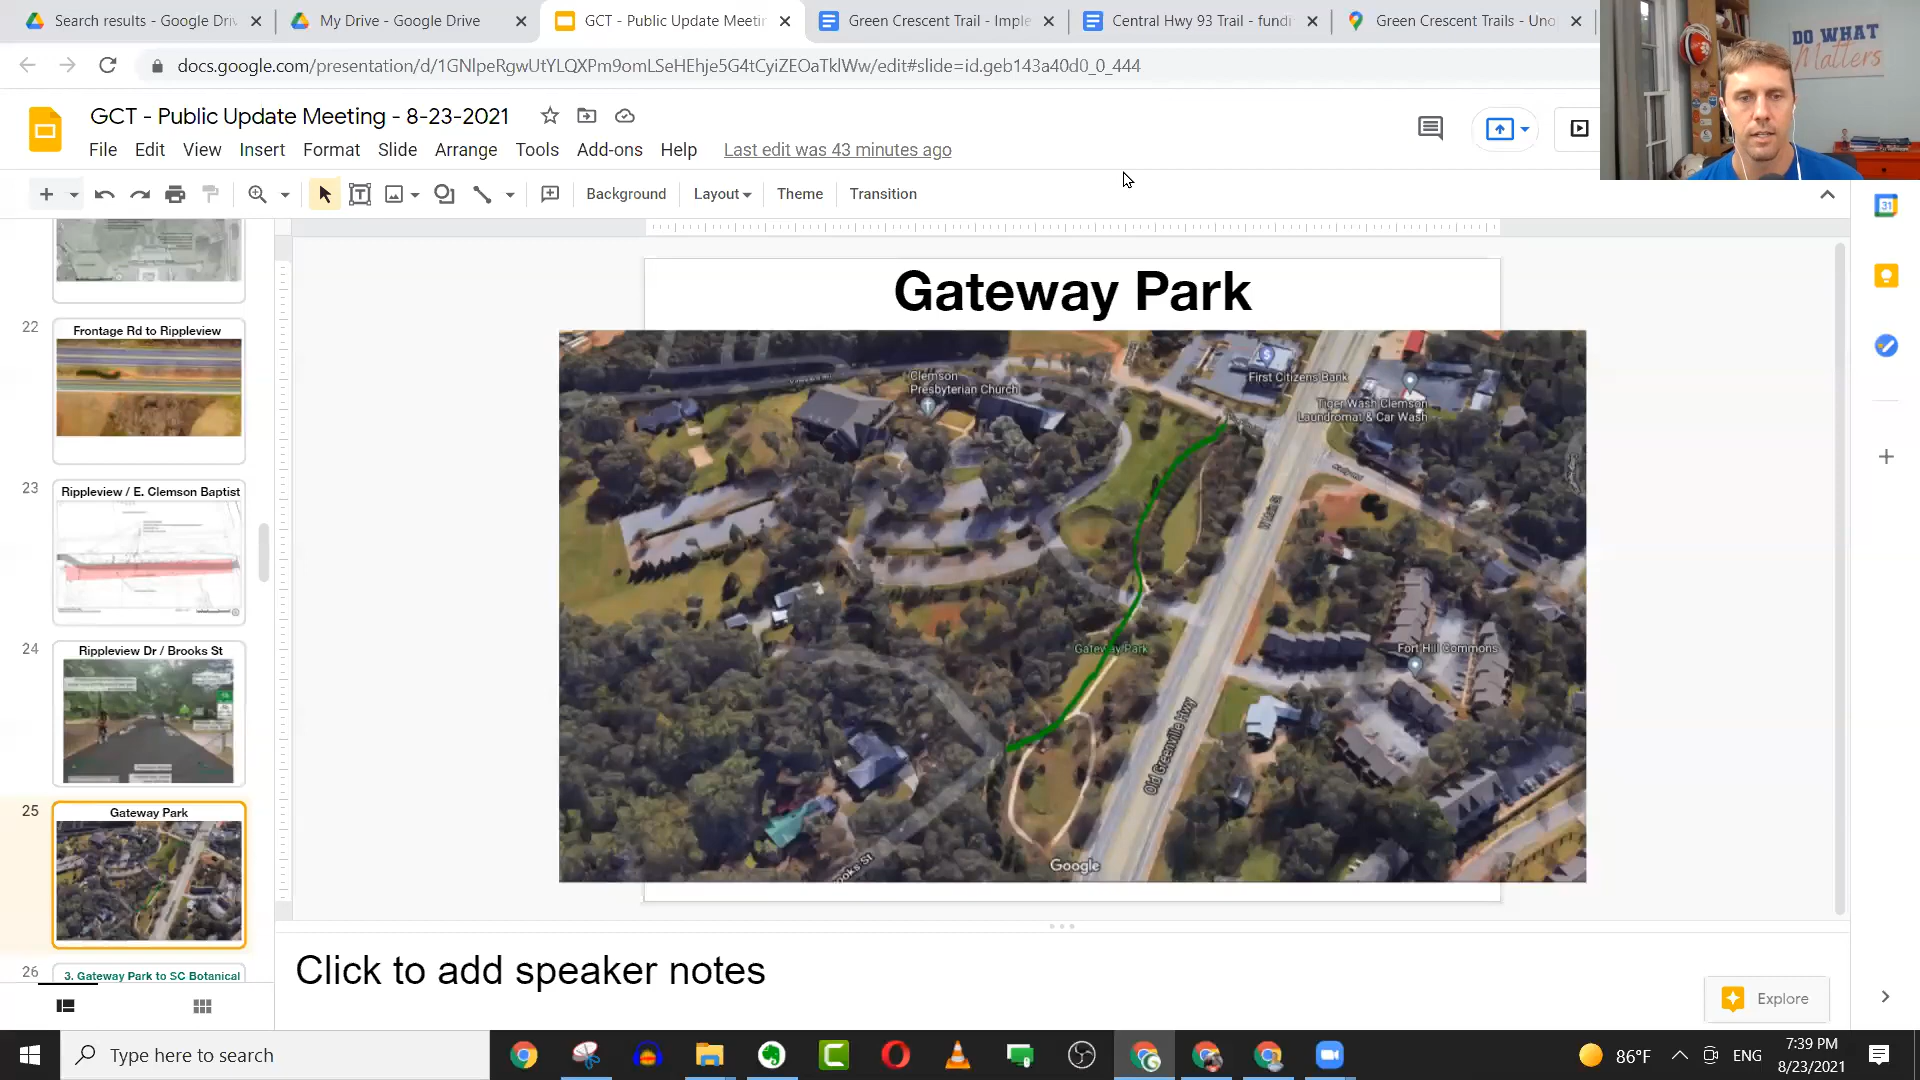 Search results - Google Driv
My Drive - Google Drive
GCT - Public Update Meetin
Green Crescent Trail - Imple
Central Hwy 93 Trail - fundi
Green Crescent Trails - Uno
docs.google.com/presentation/d/1GNlpeRgwUtYLQXPm9omLSeHEhje5G4tCyiZEOaTklWw/edit#slide=id.geb143a40d0_0_444
DO WHAT
Matters
GCT - Public Update Meeting - 8-23-2021
File Edit View Insert Format Slide Arrange Tools Add-ons Help Last edit was 43 minutes ago
Background Layout Theme Transition
31
22
Frontage Rd to Rippleview
23
Rippleview / E. Clemson Baptist
24
Rippleview Dr / Brooks St
25
Gateway Park
26
3. Gateway Park to SC Botanical
Gateway Park
Clemson
Presbyterian Church
First Citizens Bank
Tiger Wash Clemson
Laundromat & Car Wash
W Main St
Gateway Park
Fort Hill Commons
Old Greenville Hwy
ooks St
Google
Click to add speaker notes
Explore
Type here to search
86°F
ENG
7:39 PM
8/23/2021